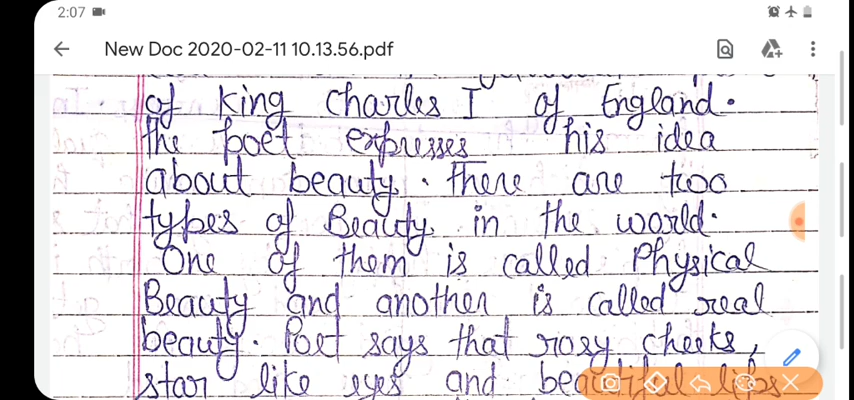 2:07
New Doc 2020-02-11 10.13.56.pdf
of king charles I of England.
The poet expresses his idea
about beauty. There are two
types of Beauty in the world.
One of them is called Physical
Beauty and another is called real
beauty. Poet says that rosy cheeks,
star like eyes and beautiful lips